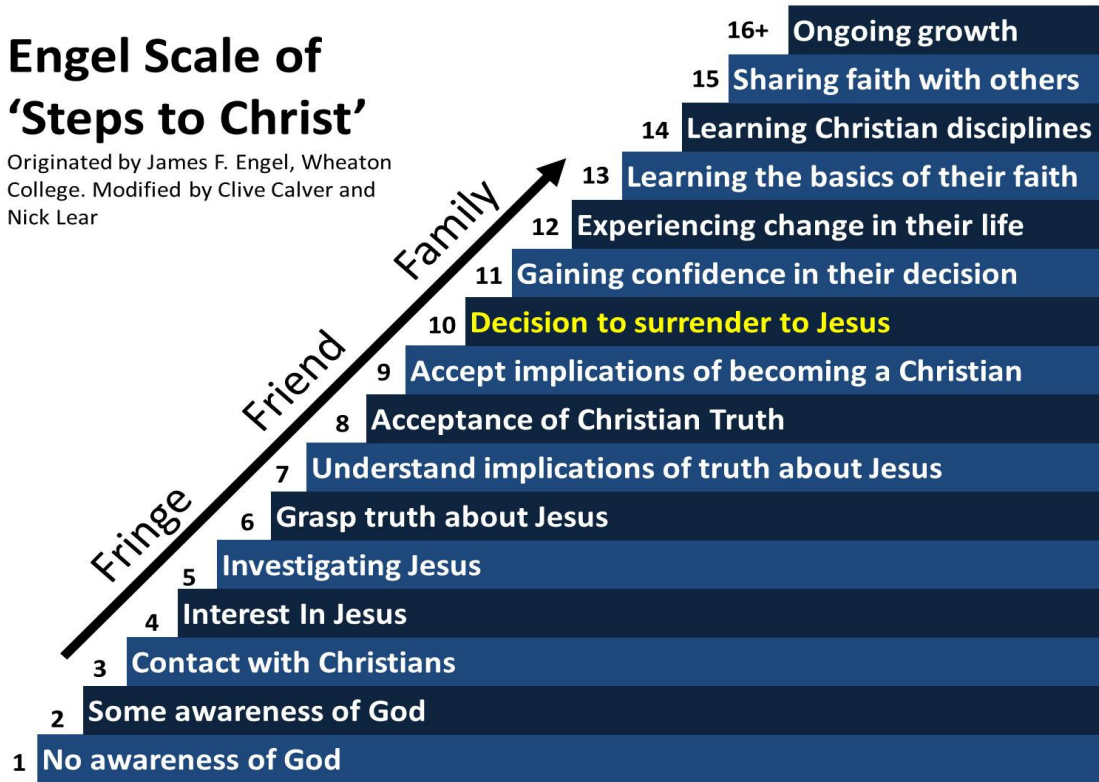 Engel Scale of
‘Steps to Christ’
Originated by James F. Engel, Wheaton
College. Modified by Clive Calver and
Nick Lear
Fringe
Friend
Family
16+ Ongoing growth
15 Sharing faith with others
14 Learning Christian disciplines
13 Learning the basics of their faith
12 Experiencing change in their life
11 Gaining confidence in their decision
10 Decision to surrender to Jesus
9 Accept implications of becoming a Christian
8 Acceptance of Christian Truth
7 Understand implications of truth about Jesus
6 Grasp truth about Jesus
5 Investigating Jesus
4 Interest In Jesus
3 Contact with Christians
2 Some awareness of God
1 No awareness of God